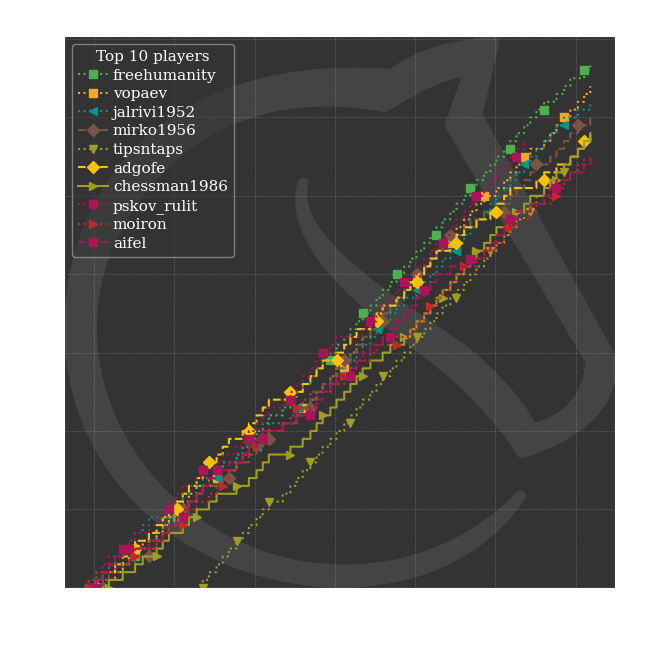 Top 10 players
freehumanity
vopaev
jalrivi1952
mirko1956
tipsntaps
adgofe
chessman1986
pskov_rulit
moiron
aifel